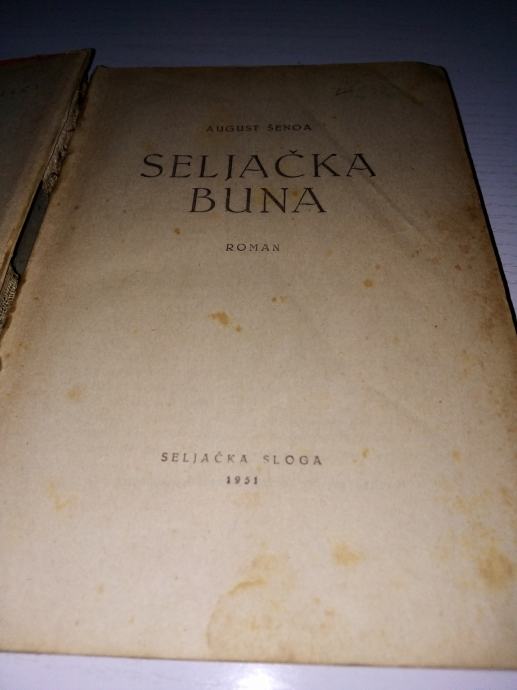 AUGUST ŠENOA
SELJAČKA
BUNA
ROMAN
SELJAČKA SLOGA
1951